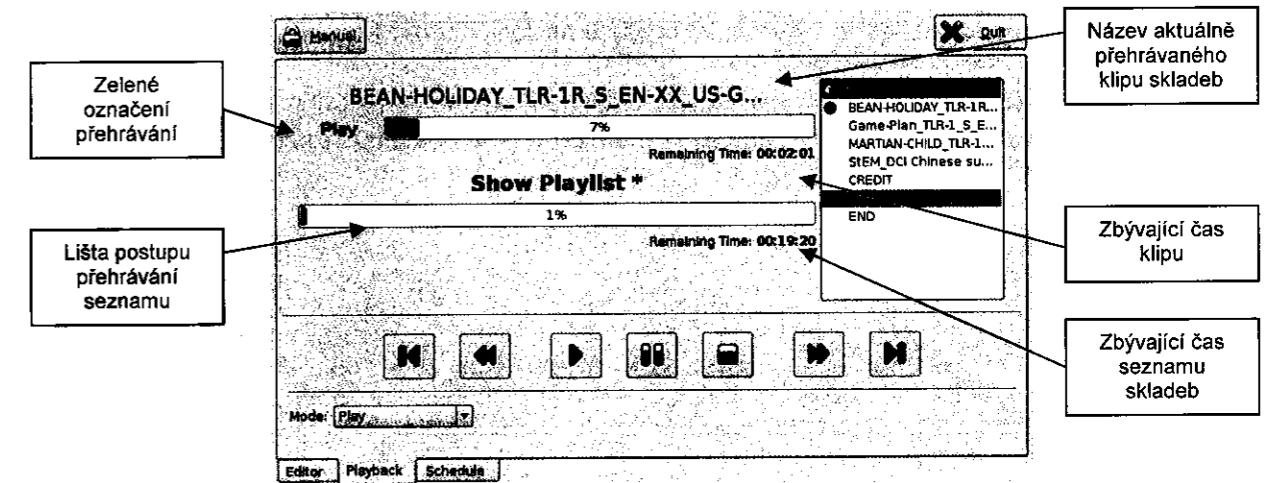 Manual
Quit
Název aktuálně
přehrávaného
klipu skladeb
Zelené
označení
přehrávání
BEAN-HOLIDAY_TLR-1R_S_EN-XX_US-G...
Play
7%
Remaining Time: 00:02:01
Show Playlist *
1%
Remaining Time: 00:19:20
BEAN-HOLIDAY_TLR-1R...
Game-Plan_TLR-1_S_E...
MARTIAN-CHILD_TLR-1...
StEM_DCI Chinese su...
CREDIT
END
Lišta postupu
přehrávání
seznamu
Zbývající čas
klipu
Zbývající čas
seznamu
skladeb
Mode: Play
Editor Playback Schedule